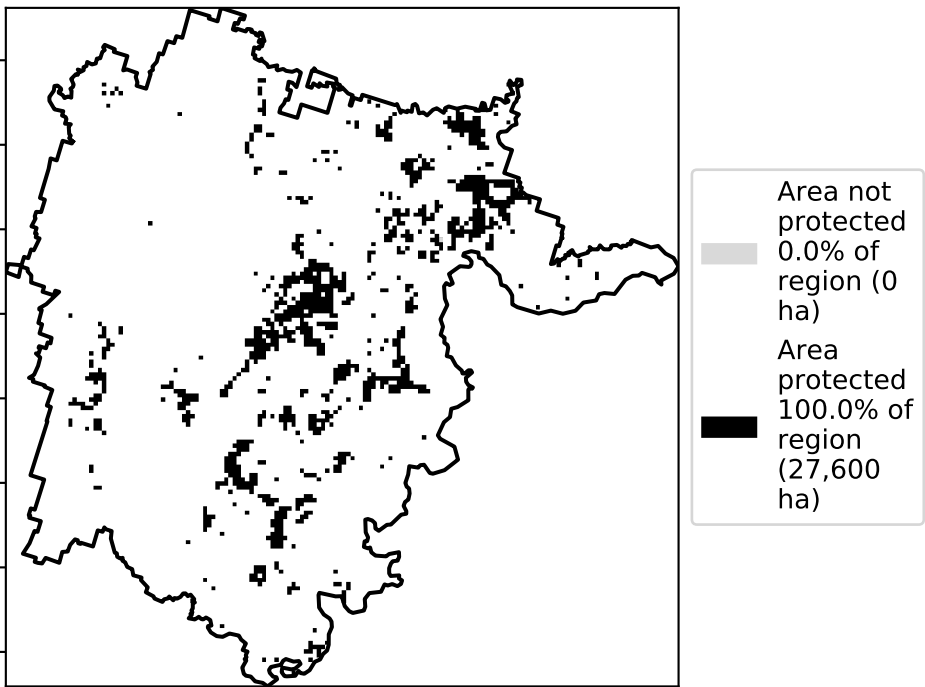 Area not
protected
0.0% of
region (0
ha)
Area
protected
100.0% of
region
(27,600
ha)